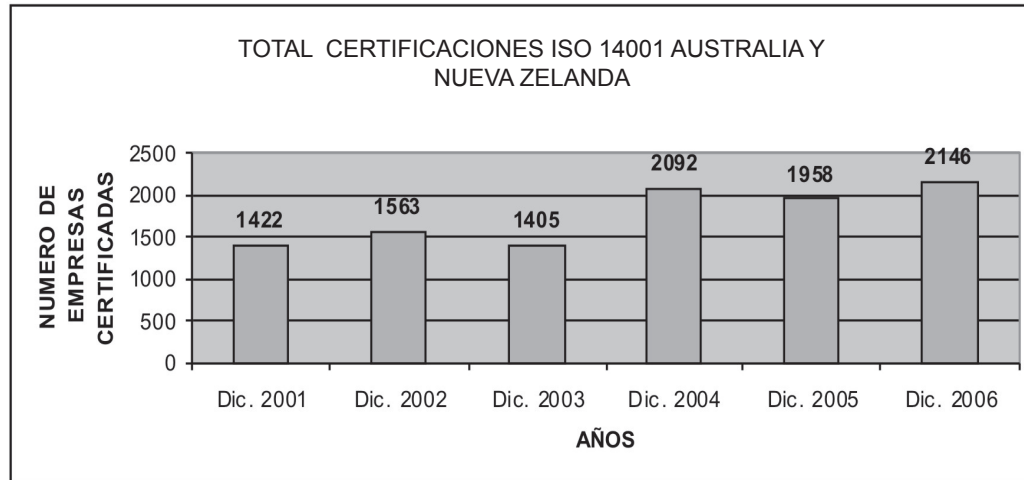 TOTAL CERTIFICACIONES ISO 14001 AUSTRALIA Y
NUEVA ZELANDA
NUMERO DE
EMPRESAS
CERTIFICADAS
2500
2000
1500
1000
500
0
1422
1563
1405
2092
1958
2146
Dic. 2001
Dic. 2002
Dic. 2003
Dic. 2004
Dic. 2005
Dic. 2006
AÑOS